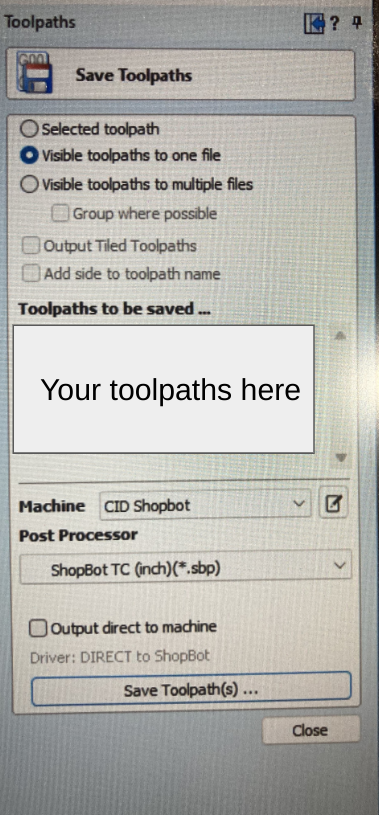 Toolpaths ?
Save Toolpaths
Selected toolpath
Visible toolpaths to one file
Visible toolpaths to multiple files
Group where possible
Output Tiled Toolpaths
Add side to toolpath name
Toolpaths to be saved ...
Your toolpaths here
Machine CID Shopbot
Post Processor
ShopBot TC (inch)(*.sbp)
Output direct to machine
Driver: DIRECT to ShopBot
Save Toolpath(s) ...
Close